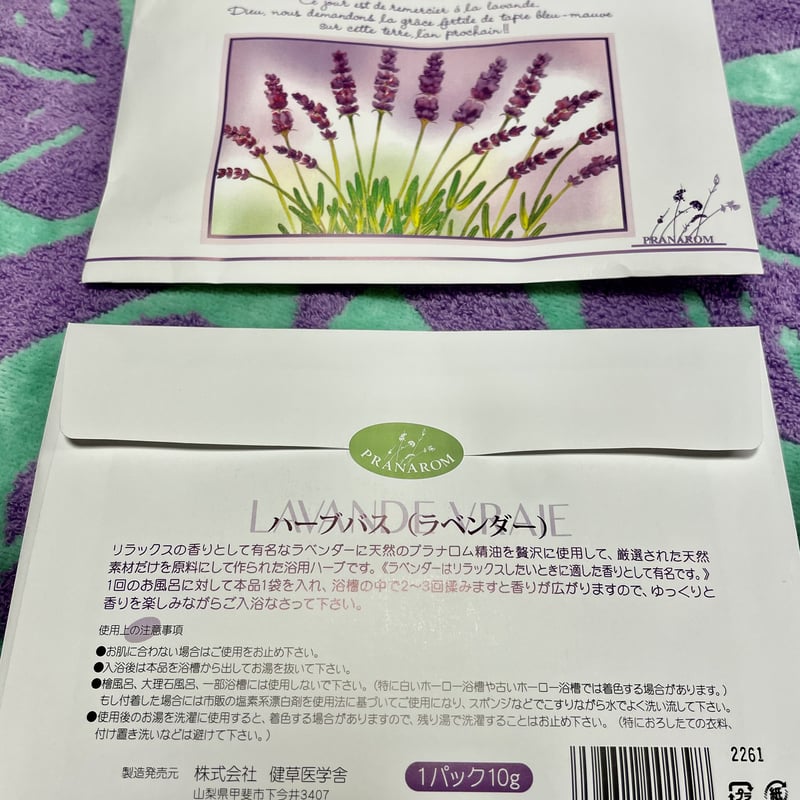 Ce jour est de remercier à la lavande.
Dieu, nous demandons la grâce fertile de tapie bleu-mauve
sur cette terre, l'an prochain!!
PRANAROM
PRANAROM
LAVANDE VRAIE
ハーブバス（ラベンダー）
リラックスの香りとして有名なラベンダーに天然のプラナロム精油を贅沢に使用して、厳選された天然
素材だけを原料にして作られた浴用ハーブです。《ラベンダーはリラックスしたいときに適した香りとして有名です。》
1回のお風呂に対して本品1袋を入れ、浴槽の中で2〜3回揉みますと香りが広がりますので、ゆっくりと
香りを楽しみながらご入浴なさって下さい。
使用上の注意事項
●お肌に合わない場合はご使用をお止め下さい。
●入浴後は本品を浴槽から出してお湯を抜いて下さい。
●檜風呂、大理石風呂、一部浴槽には使用しないで下さい。（特に白いホーロー浴槽や古いホーロー浴槽では着色する場合があります。）
もし付着した場合には市販の塩素系漂白剤を使用法に基づいてご使用になり、スポンジなどでこすりながら水でよく洗い流して下さい。
●使用後のお湯を洗濯に使用すると、着色する場合がありますので、残り湯で洗濯することはお止め下さい。（特におろしたての衣料、
付け置き洗いなどは避けて下さい。）
製造発売元 株式会社 健草医学舎
山梨県甲斐市下今井3407
1パック10g
2261
プラ
紙